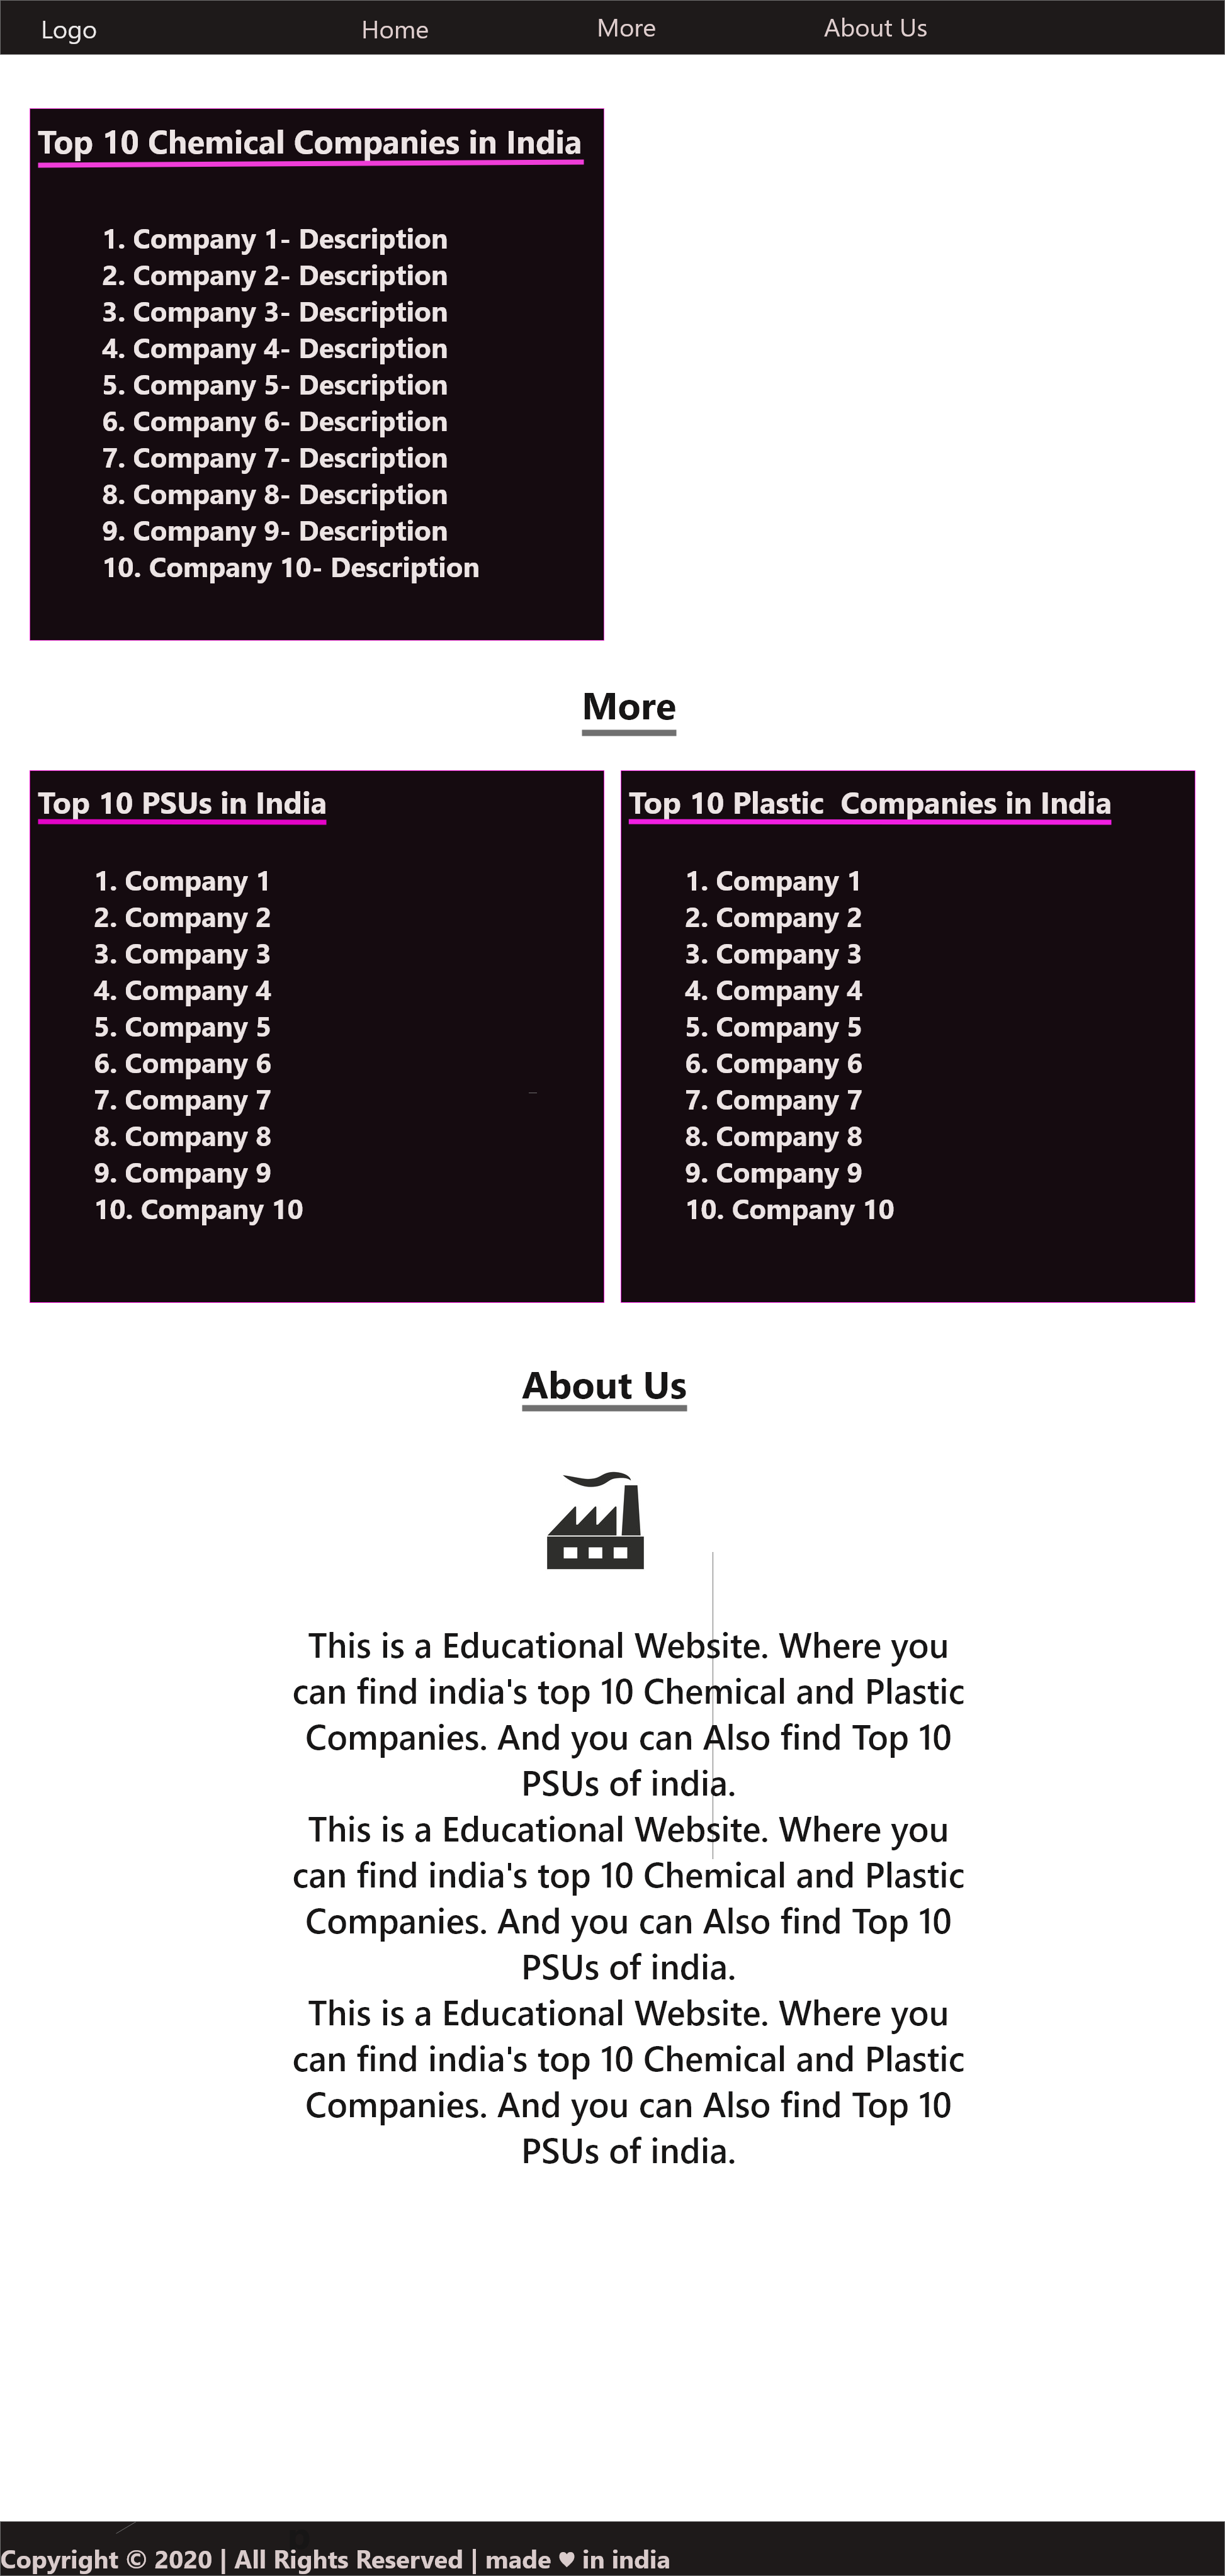 Logo Home More About Us
Top 10 Chemical Companies in India
1. Company 1- Description
2. Company 2- Description
3. Company 3- Description
4. Company 4- Description
5. Company 5- Description
6. Company 6- Description
7. Company 7- Description
8. Company 8- Description
9. Company 9- Description
10. Company 10- Description
More
Top 10 PSUs in India
1. Company 1
2. Company 2
3. Company 3
4. Company 4
5. Company 5
6. Company 6
7. Company 7
8. Company 8
9. Company 9
10. Company 10
Top 10 Plastic  Companies in India
1. Company 1
2. Company 2
3. Company 3
4. Company 4
5. Company 5
6. Company 6
7. Company 7
8. Company 8
9. Company 9
10. Company 10
About Us
This is a Educational Website. Where you
can find india's top 10 Chemical and Plastic
Companies. And you can Also find Top 10
PSUs of india.
This is a Educational Website. Where you
can find india's top 10 Chemical and Plastic
Companies. And you can Also find Top 10
PSUs of india.
This is a Educational Website. Where you
can find india's top 10 Chemical and Plastic
Companies. And you can Also find Top 10
PSUs of india.
Copyright © 2020 | All Rights Reserved | made ♥ in india